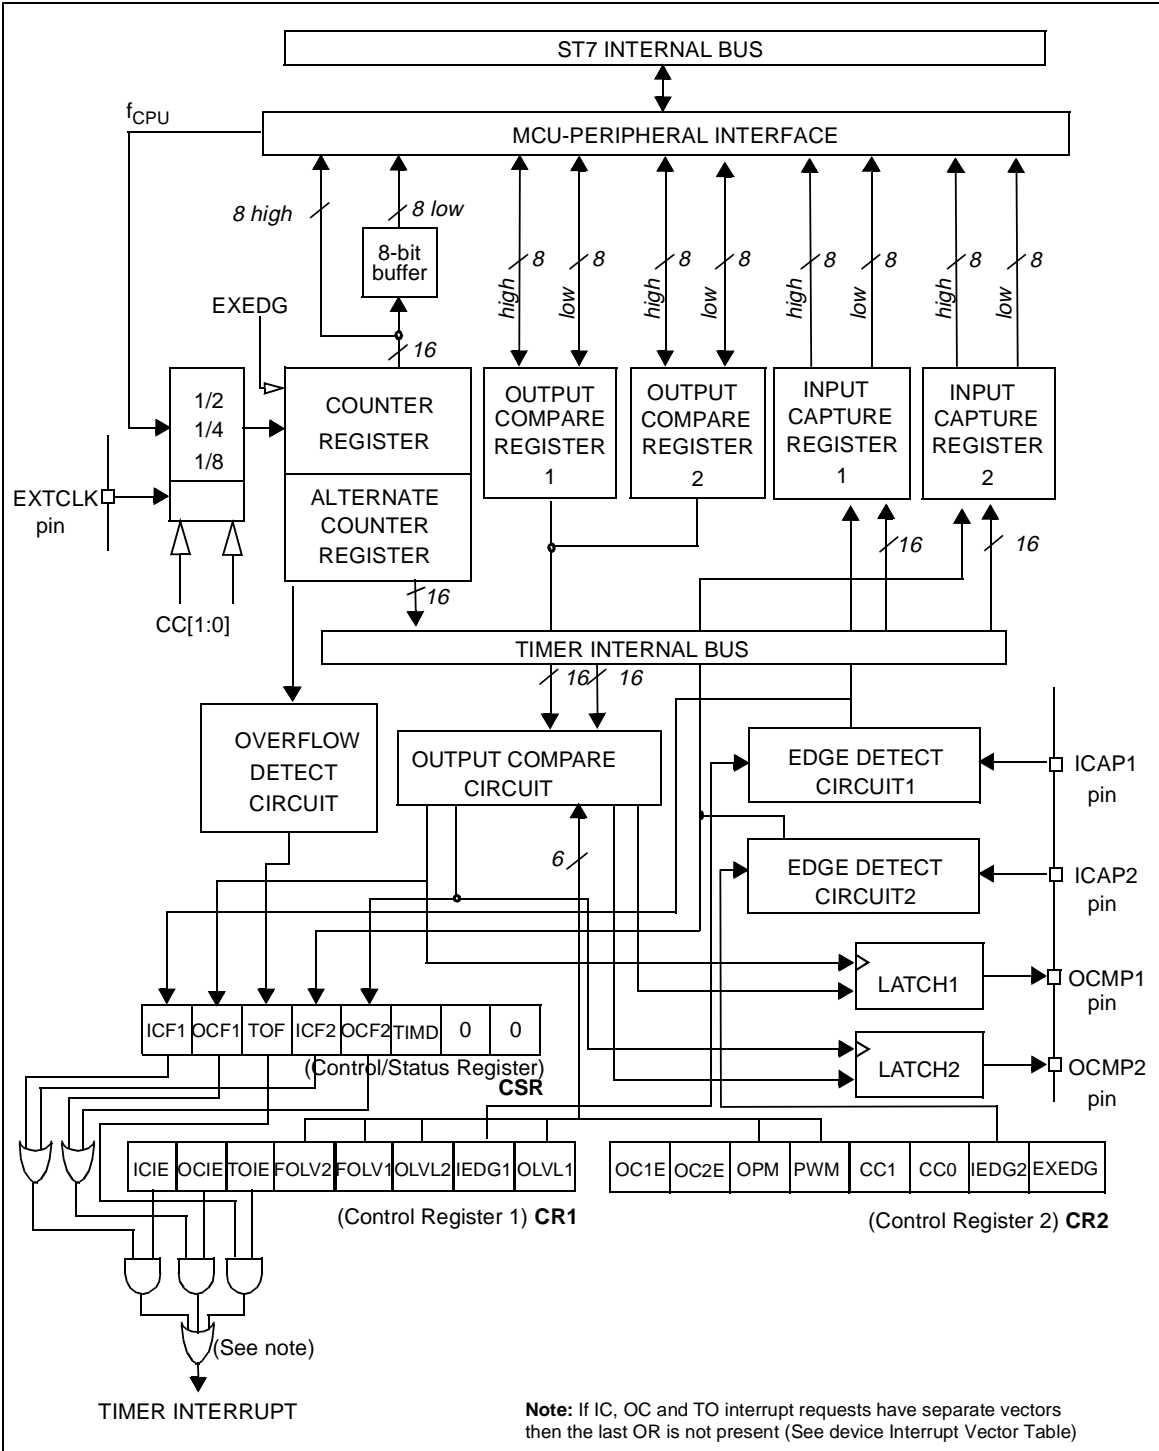 ST7 INTERNAL BUS
fCPU
MCU-PERIPHERAL INTERFACE
8 high
8 low
8-bit
buffer
high
8
low
8
high
8
low
8
high
8
low
8
high
8
low
8
EXEDG
16
1/2
1/4
1/8
COUNTER
REGISTER
ALTERNATE
COUNTER
REGISTER
OUTPUT
COMPARE
REGISTER
1
OUTPUT
COMPARE
REGISTER
2
INPUT
CAPTURE
REGISTER
1
INPUT
CAPTURE
REGISTER
2
EXTCLK
pin
CC[1:0]
16
16
16
TIMER INTERNAL BUS
16
16
OVERFLOW
DETECT
CIRCUIT
OUTPUT COMPARE
CIRCUIT
EDGE DETECT
CIRCUIT1
ICAP1
pin
6
EDGE DETECT
CIRCUIT2
ICAP2
pin
LATCH1
OCMP1
pin
LATCH2
OCMP2
pin
ICF1 OCF1 TOF ICF2 OCF2 TIMD 0 0
(Control/Status Register)
CSR
ICIE OCIE TOIE FOLV2 FOLV1 OLVL2 IEDG1 OLVL1
OC1E OC2E OPM PWM CC1 CC0 IEDG2 EXEDG
(Control Register 1) CR1
(Control Register 2) CR2
(See note)
TIMER INTERRUPT
Note: If IC, OC and TO interrupt requests have separate vectors
then the last OR is not present (See device Interrupt Vector Table)